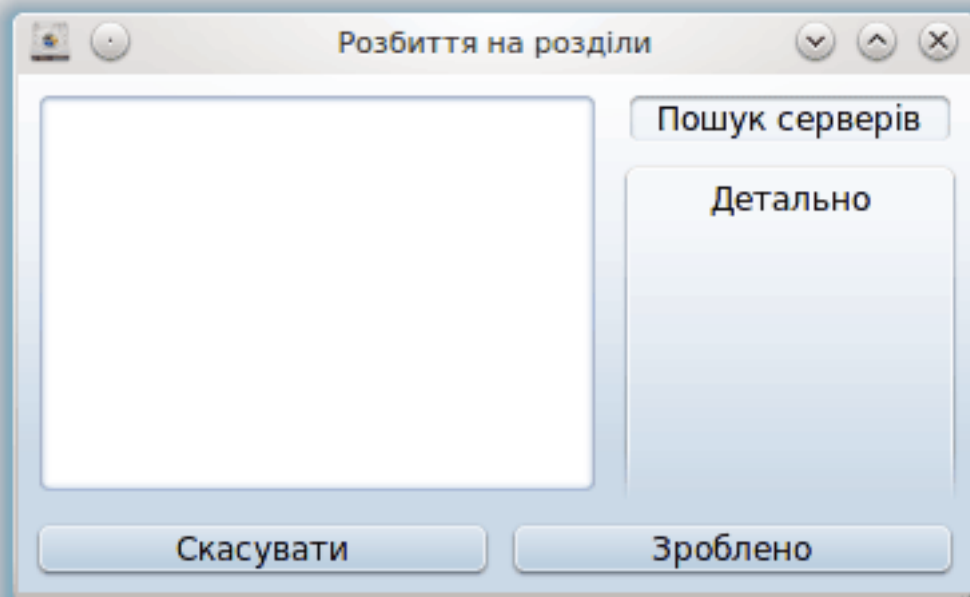 Розбиття на розділи
Пошук серверів
Детально
Скасувати
Зроблено